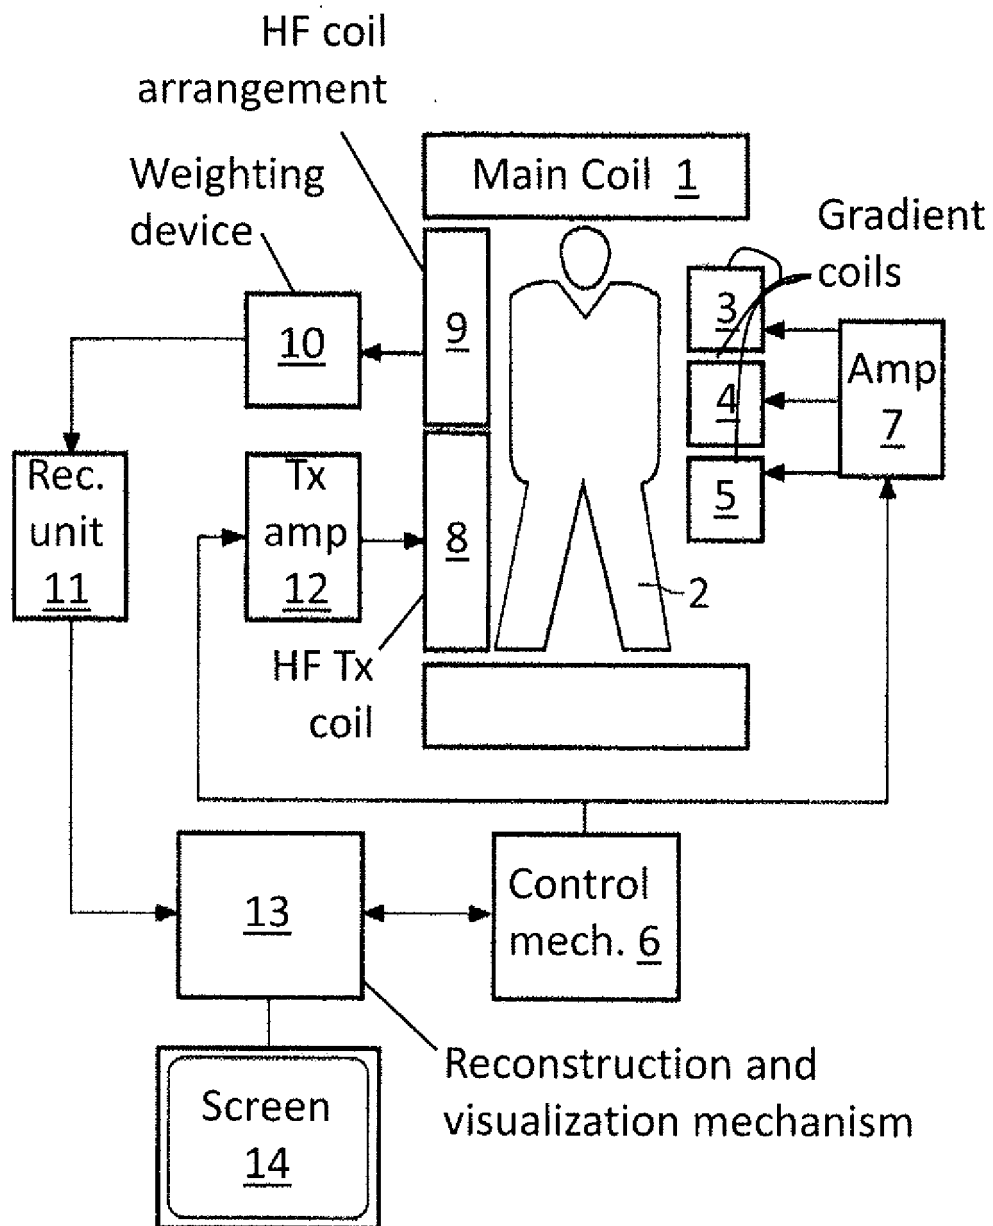 HF coil
arrangement
Weighting
device
Main Coil 1
Gradient
coils
3
9
10
Amp
7
4
Rec.
unit
11
Tx
amp
12
8
5
2
HF Tx
coil
13
Control
mech. 6
Reconstruction and
visualization mechanism
Screen
14